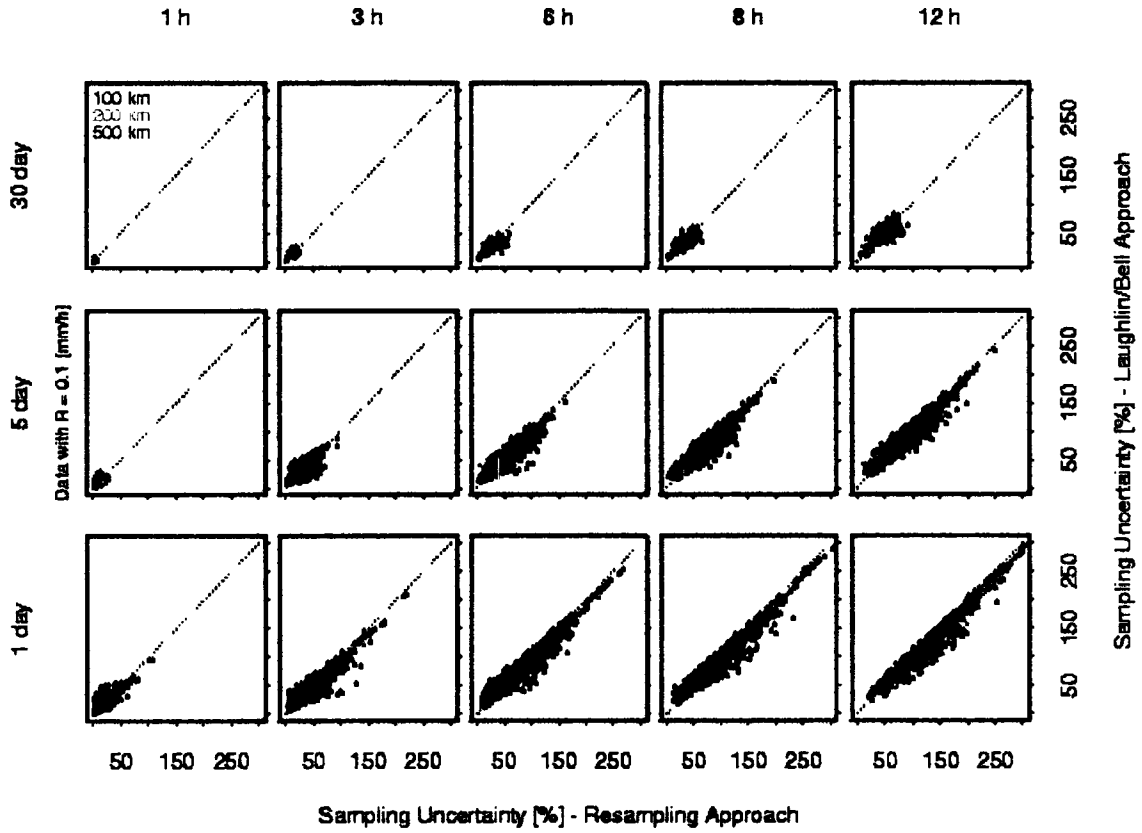 1 h 3 h 6 h 8 h 12 h
30 day
100 km
200 km
500 km
250
150
50
5 day
Data with R = 0.1 [mm/h]
250
150
50
1 day
250
150
50
50 150 250 50 150 250 50 150 250 50 150 250 50 150 250
Sampling Uncertainty [%] - Resampling Approach
Sampling Uncertainty [%] - Laughlin/Bell Approach